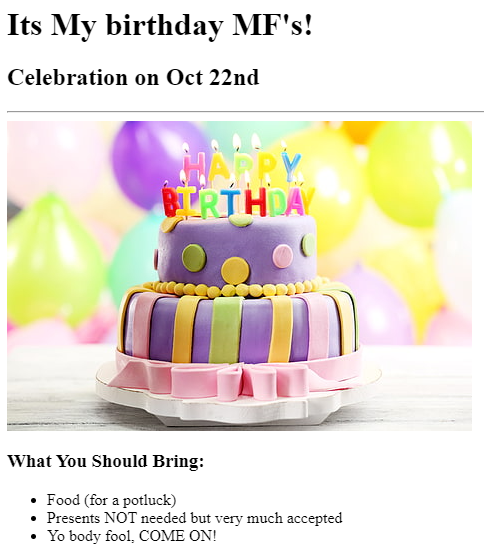 Its My birthday MF's!
Celebration on Oct 22nd
HAPPY
BIRTHDAY
What You Should Bring:
Food (for a potluck)
Presents NOT needed but very much accepted
Yo body fool, COME ON!